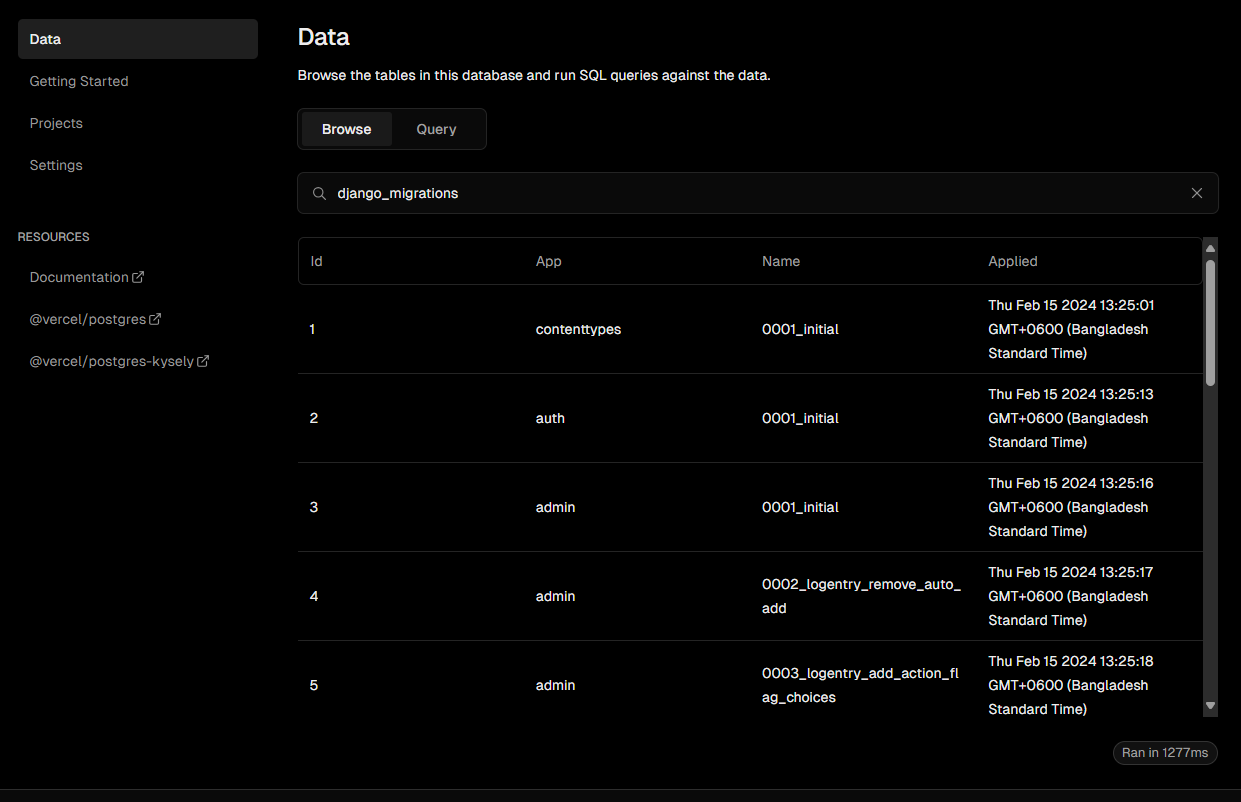 Data
Getting Started
Projects
Settings
RESOURCES
Documentation
@vercel/postgres
@vercel/postgres-kysely
Data
Browse the tables in this database and run SQL queries against the data.
Browse Query
django_migrations
Id App Name Applied
1 contenttypes 0001_initial Thu Feb 15 2024 13:25:01
GMT+0600 (Bangladesh
Standard Time)
2 auth 0001_initial Thu Feb 15 2024 13:25:13
GMT+0600 (Bangladesh
Standard Time)
3 admin 0001_initial Thu Feb 15 2024 13:25:16
GMT+0600 (Bangladesh
Standard Time)
4 admin 0002_logentry_remove_auto_
add Thu Feb 15 2024 13:25:17
GMT+0600 (Bangladesh
Standard Time)
5 admin 0003_logentry_add_action_fl
ag_choices Thu Feb 15 2024 13:25:18
GMT+0600 (Bangladesh
Standard Time)
Ran in 1277ms